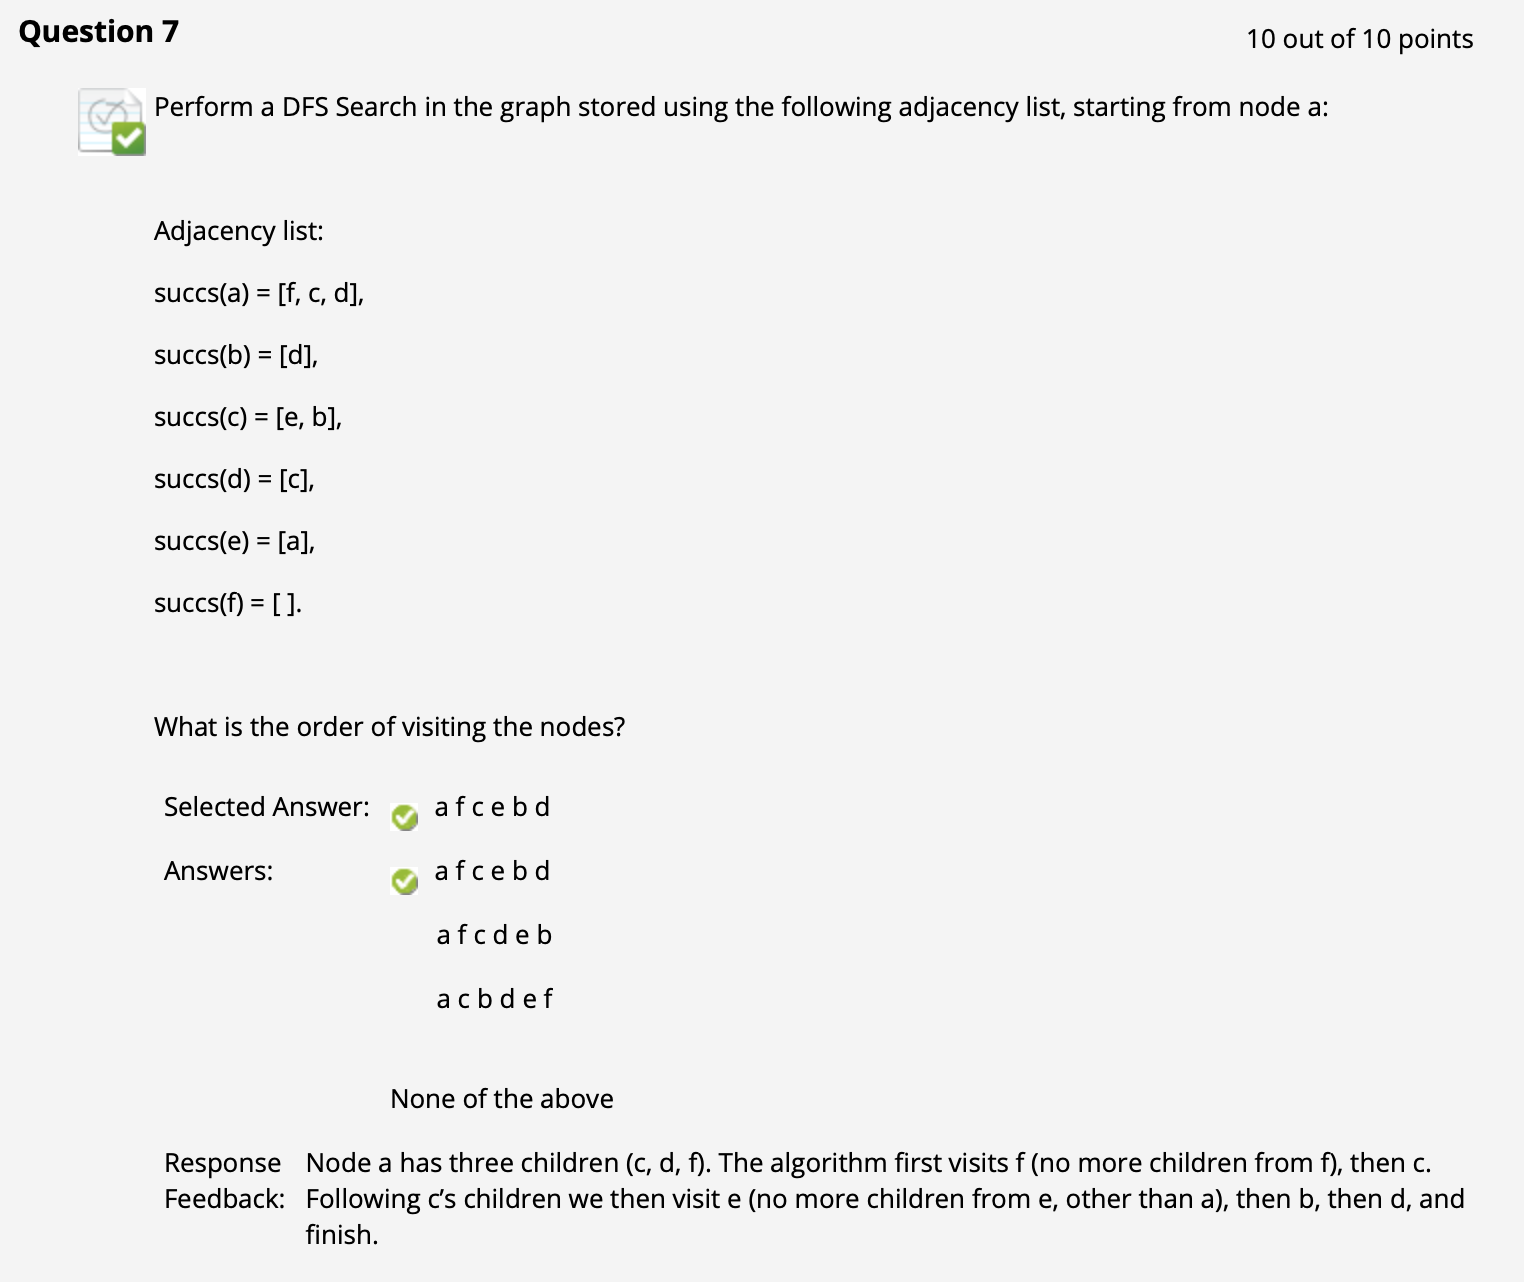 Question 7
10 out of 10 points
Perform a DFS Search in the graph stored using the following adjacency list, starting from node a:
Adjacency list:
succs(a) = [f, c, d],
succs(b) = [d],
succs(c) = [e, b],
succs(d) = [c],
succs(e) = [a],
succs(f) = [ ].
What is the order of visiting the nodes?
Selected Answer: a f c e b d
Answers: a f c e b d
a f c d e b
a c b d e f
None of the above
Response Node a has three children (c, d, f). The algorithm first visits f (no more children from f), then c.
Feedback: Following c’s children we then visit e (no more children from e, other than a), then b, then d, and
finish.